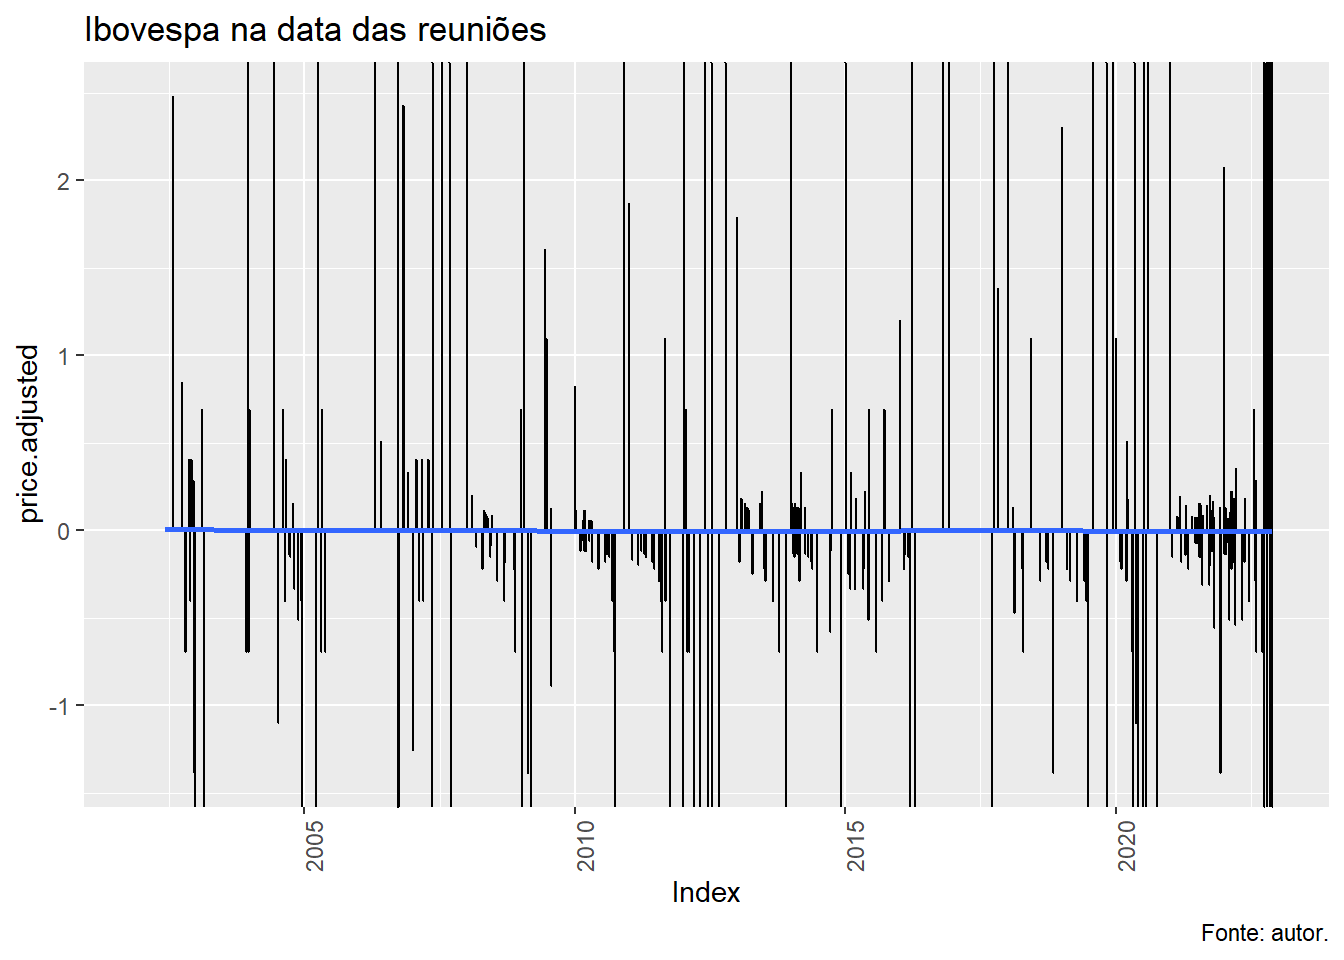 Ibovespa na data das reuniões
price.adjusted
2
1
0
-1
2005
2010
2015
2020
Index
Fonte: autor.